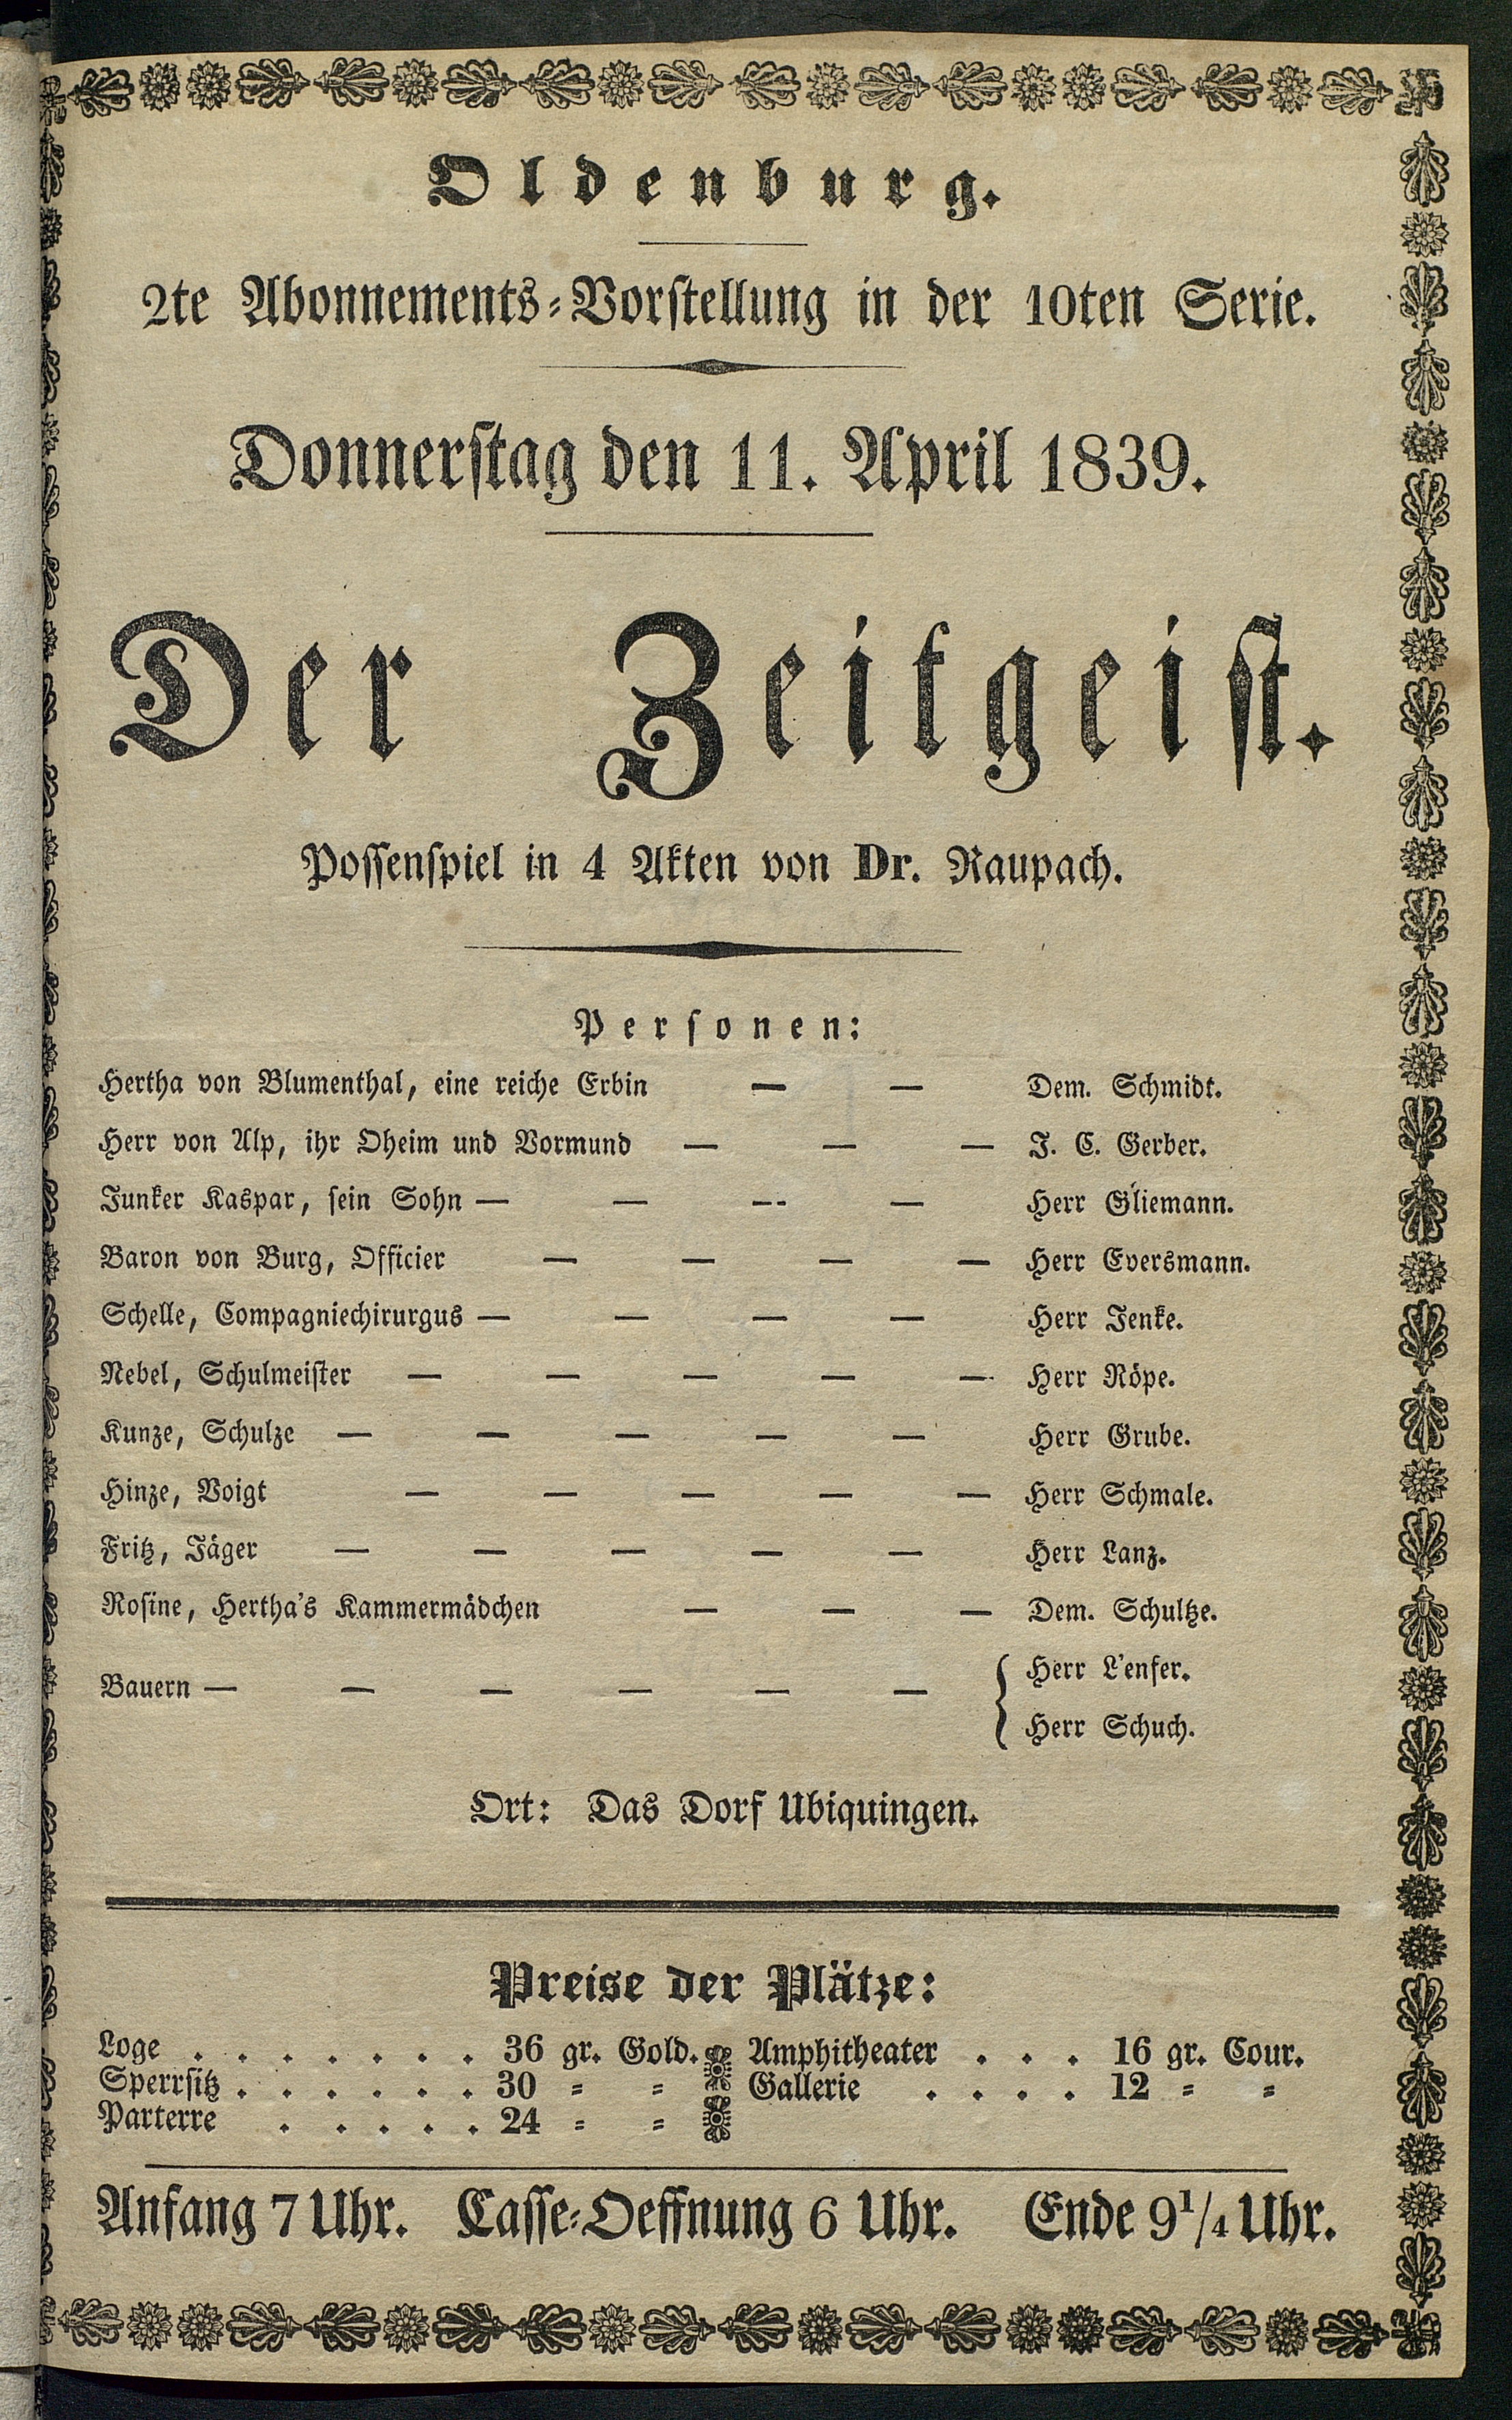 Oldenburg.
2te Abonnements-Vorstellung in der 10ten Serie.
Donnerstag den 11. April 1839.
Der Zeitgeist.
Possenspiel in 4 Akten von Dr. Raupach.
Personen:
Hertha von Blumenthal, eine reiche Erbin — — Dem. Schmidt.
Herr von Alp, ihr Oheim und Vormund — — — J. C. Gerber.
Junker Kaspar, sein Sohn — — — — Herr Gliemann.
Baron von Burg, Officier — — — — Herr Eversmann.
Schelle, Compagniechirurgus — — — — Herr Jenke.
Nebel, Schulmeister — — — — — Herr Röpe.
Kunze, Schulze — — — — — Herr Grube.
Hinze, Voigt — — — — — Herr Schmale.
Fritz, Jäger — — — — — Herr Lanz.
Rosine, Hertha's Kammermädchen — — — Dem. Schultze.
Bauern — — — — — — { Herr L'enfer.
Herr Schuch.
Ort: Das Dorf Ubiquingen.
Preise der Plätze:
Loge . . . . . . . 36 gr. Gold.
Sperrsitz . . . . . . 30 = =
Parterre . . . . . 24 = =
Amphitheater . . . 16 gr. Cour.
Gallerie . . . . 12 = =
Anfang 7 Uhr. Casse-Oeffnung 6 Uhr. Ende 9 1/4 Uhr.